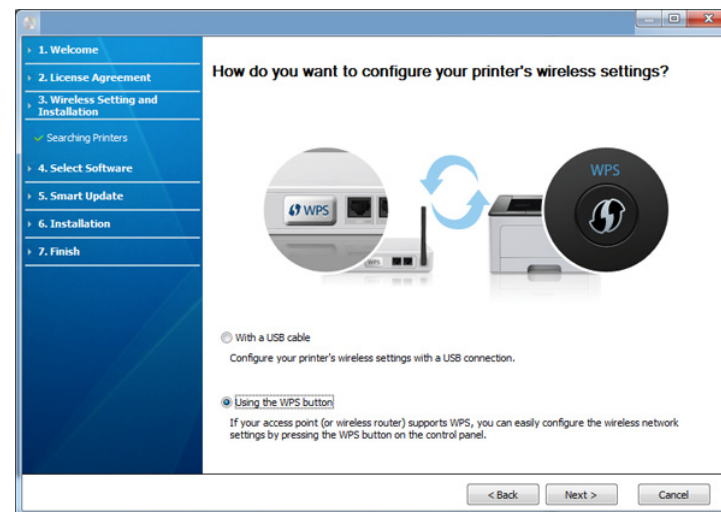 1. Welcome
2. License Agreement
3. Wireless Setting and
Installation
Searching Printers
4. Select Software
5. Smart Update
6. Installation
7. Finish
How do you want to configure your printer's wireless settings?
WPS
WPS
WPS
With a USB cable
Configure your printer's wireless settings with a USB connection.
Using the WPS button
If your access point (or wireless router) supports WPS, you can easily configure the wireless network
settings by pressing the WPS button on the control panel.
< Back
Next >
Cancel